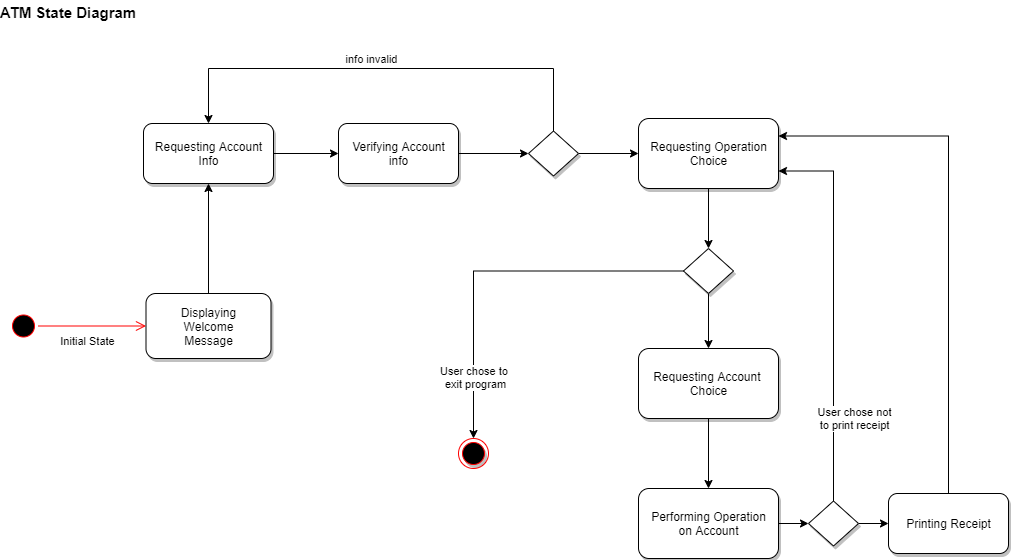 ATM State Diagram
info invalid
Requesting Account
Info
Verifying Account
info
Requesting Operation
Choice
Displaying
Welcome
Message
Initial State
User chose to
exit program
Requesting Account
Choice
User chose not
to print receipt
Performing Operation
on Account
Printing Receipt